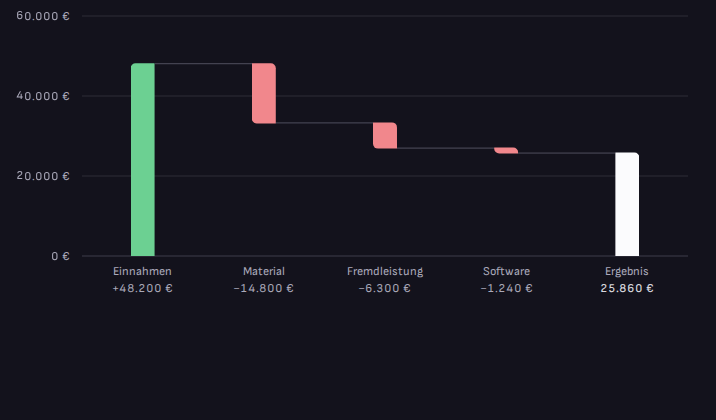 60.000 €
40.000 €
20.000 €
0 €
Einnahmen
+48.200 €
Material
−14.800 €
Fremdleistung
−6.300 €
Software
−1.240 €
Ergebnis
25.860 €